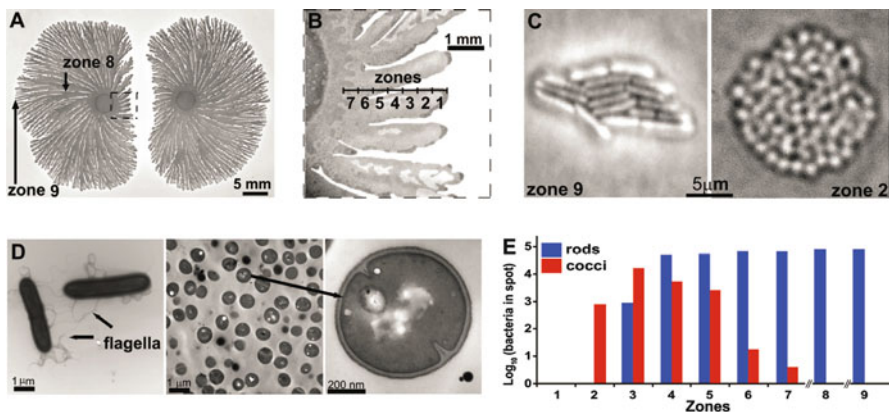 A
zone 8
zone 9
5 mm
B
1 mm
zones
7 6 5 4 3 2 1
C
zone 9
5μm
zone 2
D
flagella
1 μm
1 μm
200 nm
E
rods
cocci
Log₁₀ (bacteria in spot)
5
4
3
2
1
0
1 2 3 4 5 6 7 8 9
Zones